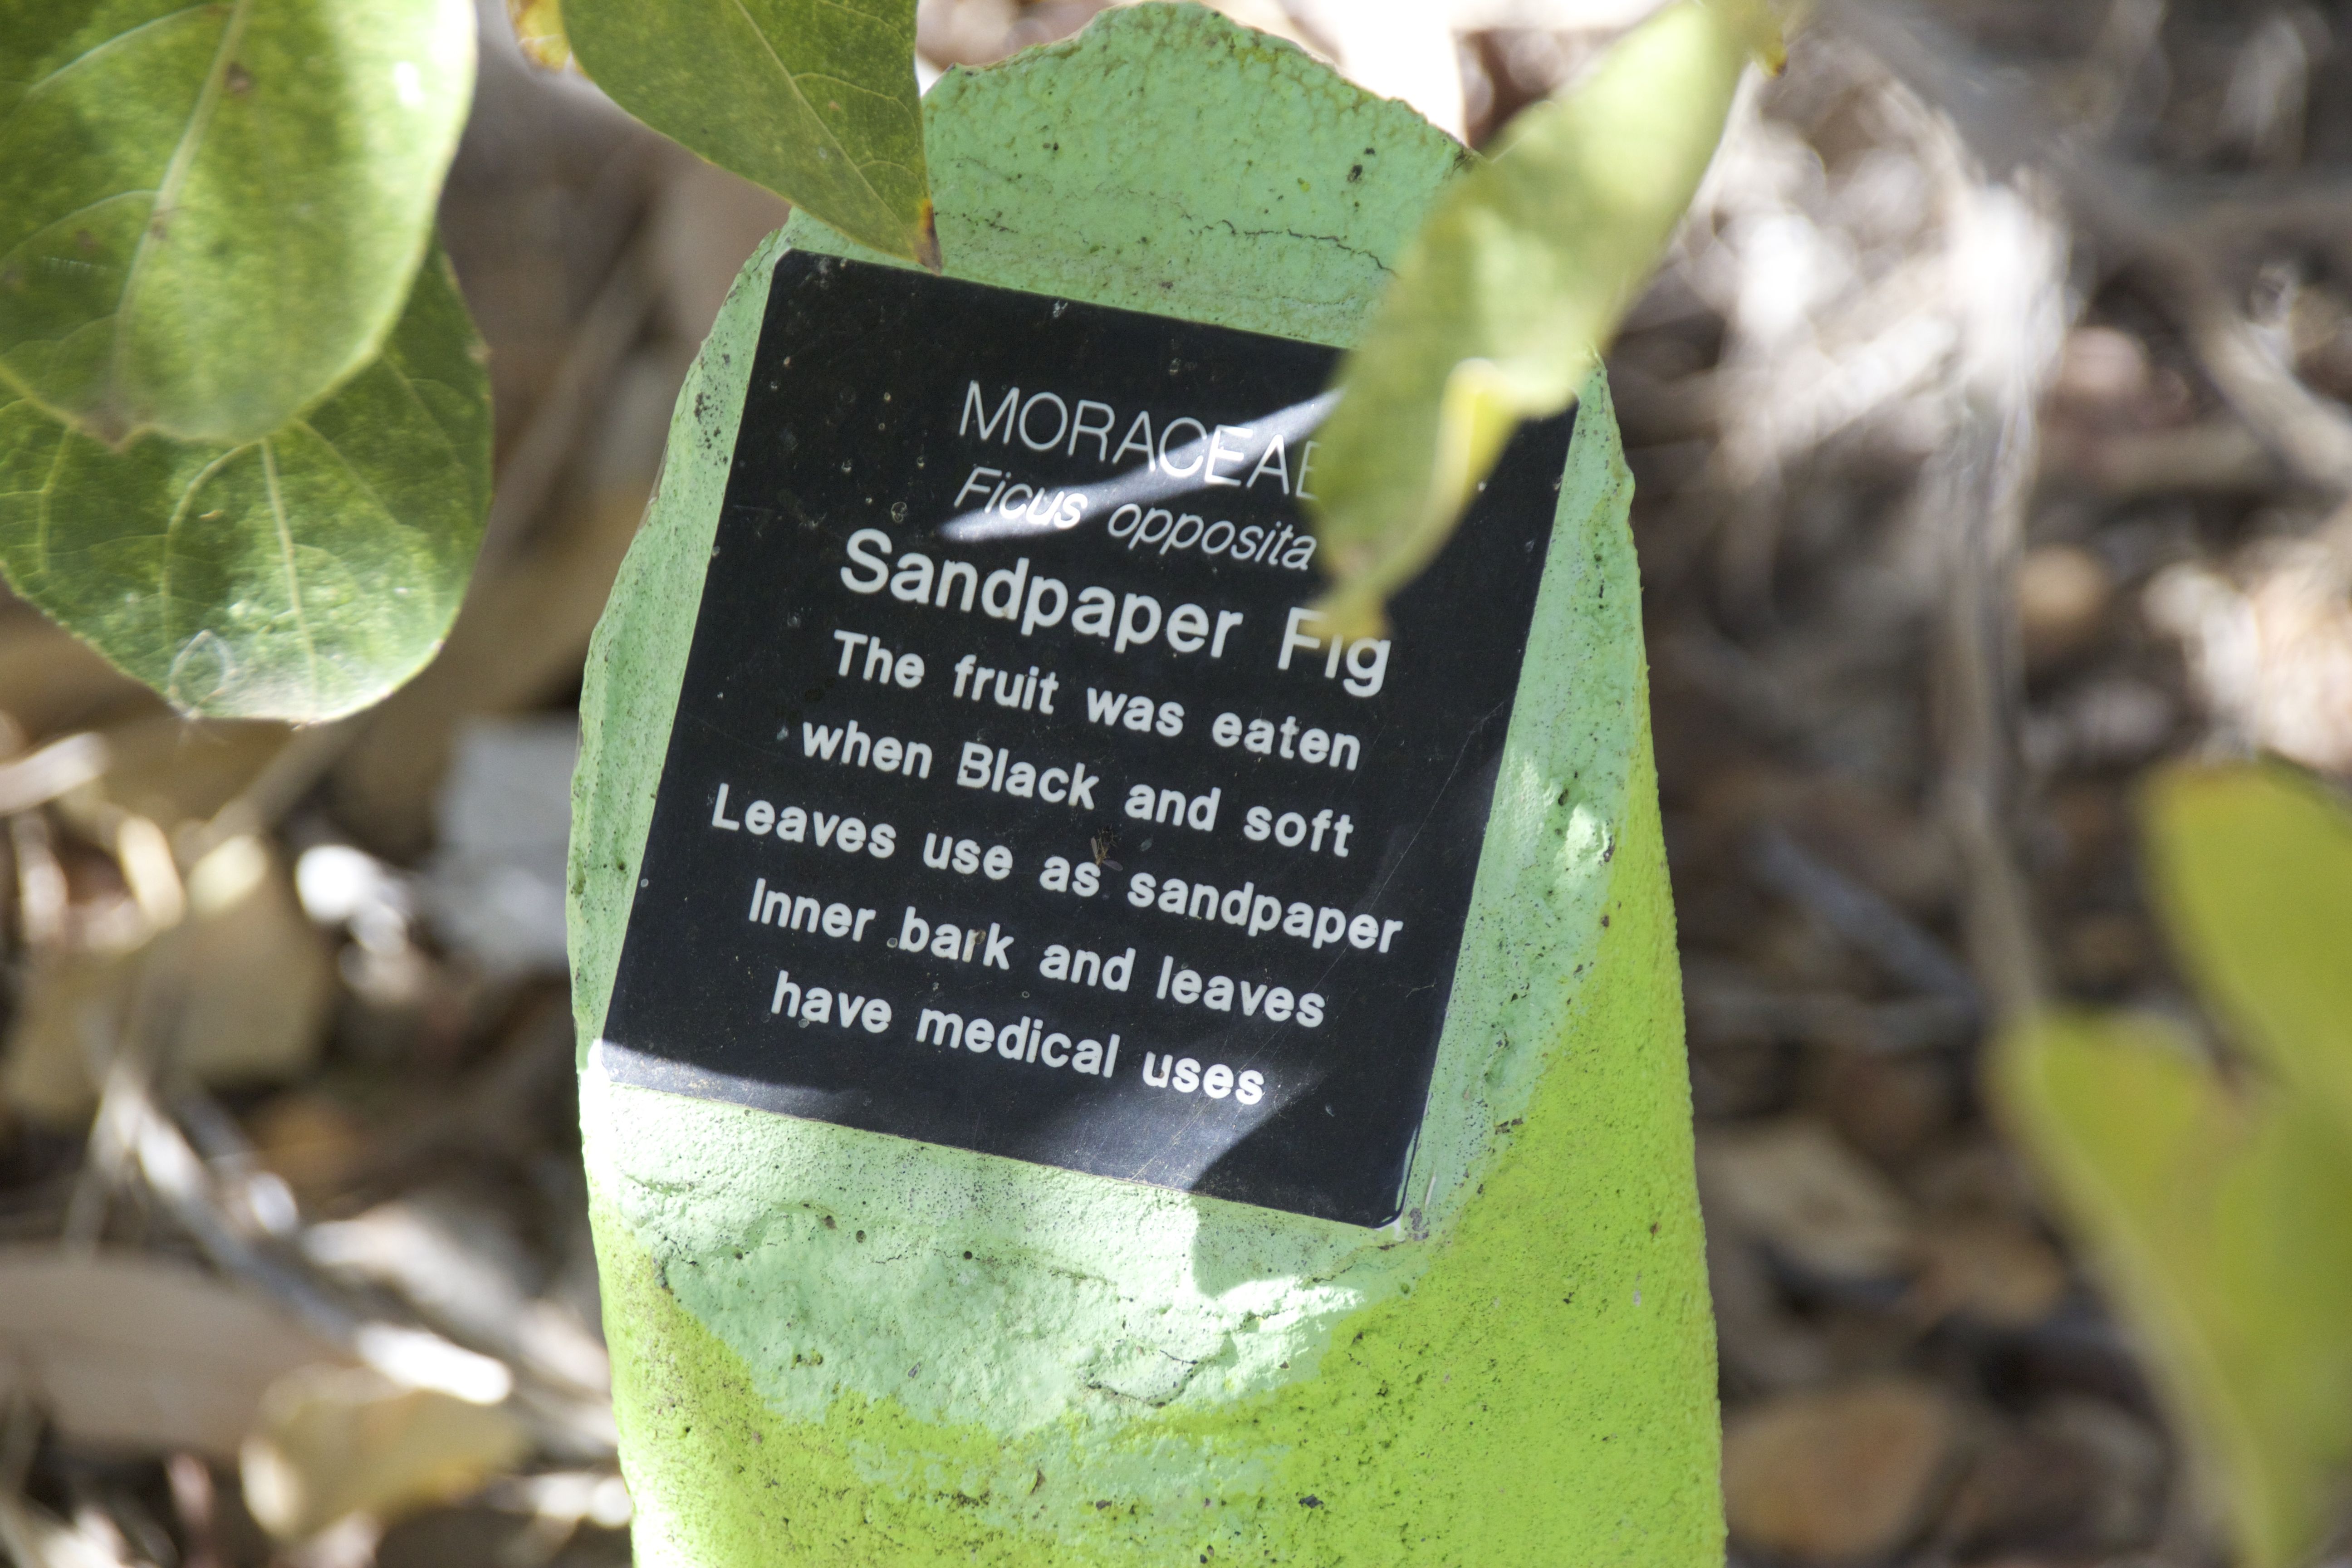 MORACEAE
Ficus opposita
Sandpaper Fig
The fruit was eaten
when Black and soft
Leaves use as sandpaper
Inner bark and leaves
have medical uses